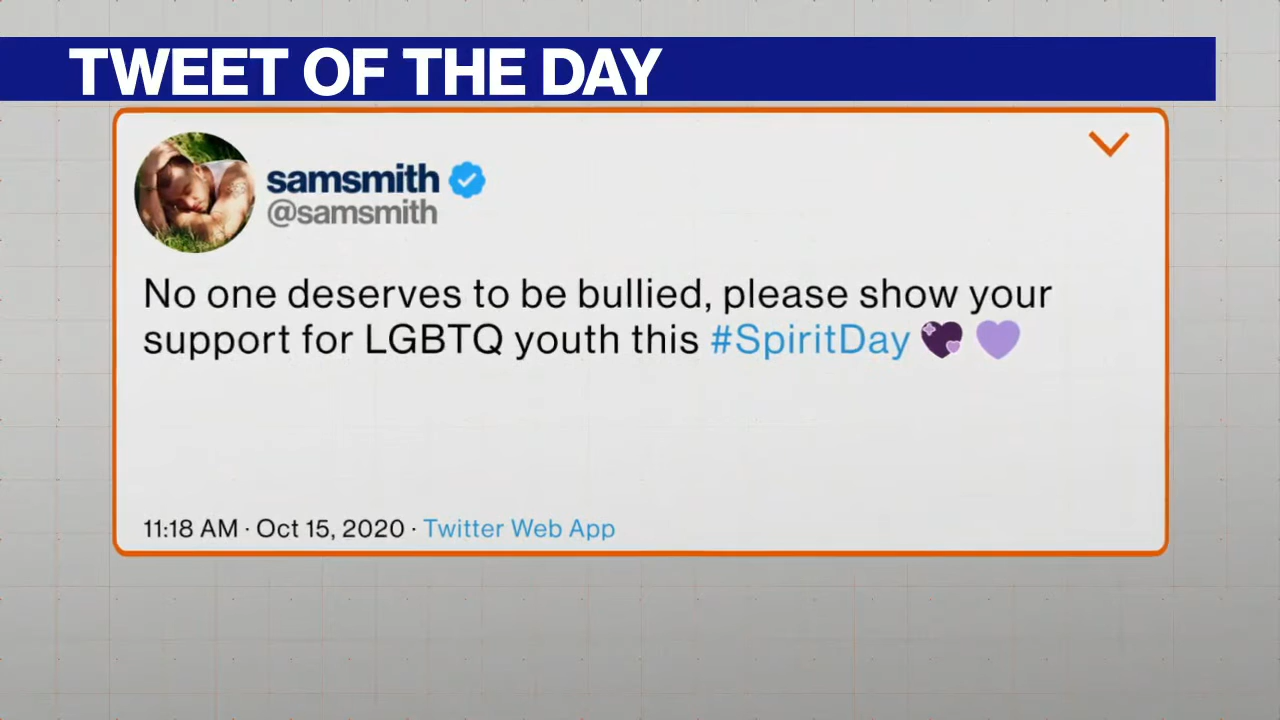 TWEET OF THE DAY
samsmith
@samsmith
No one deserves to be bullied, please show your
support for LGBTQ youth this #SpiritDay 💜
11:18 AM · Oct 15, 2020 · Twitter Web App